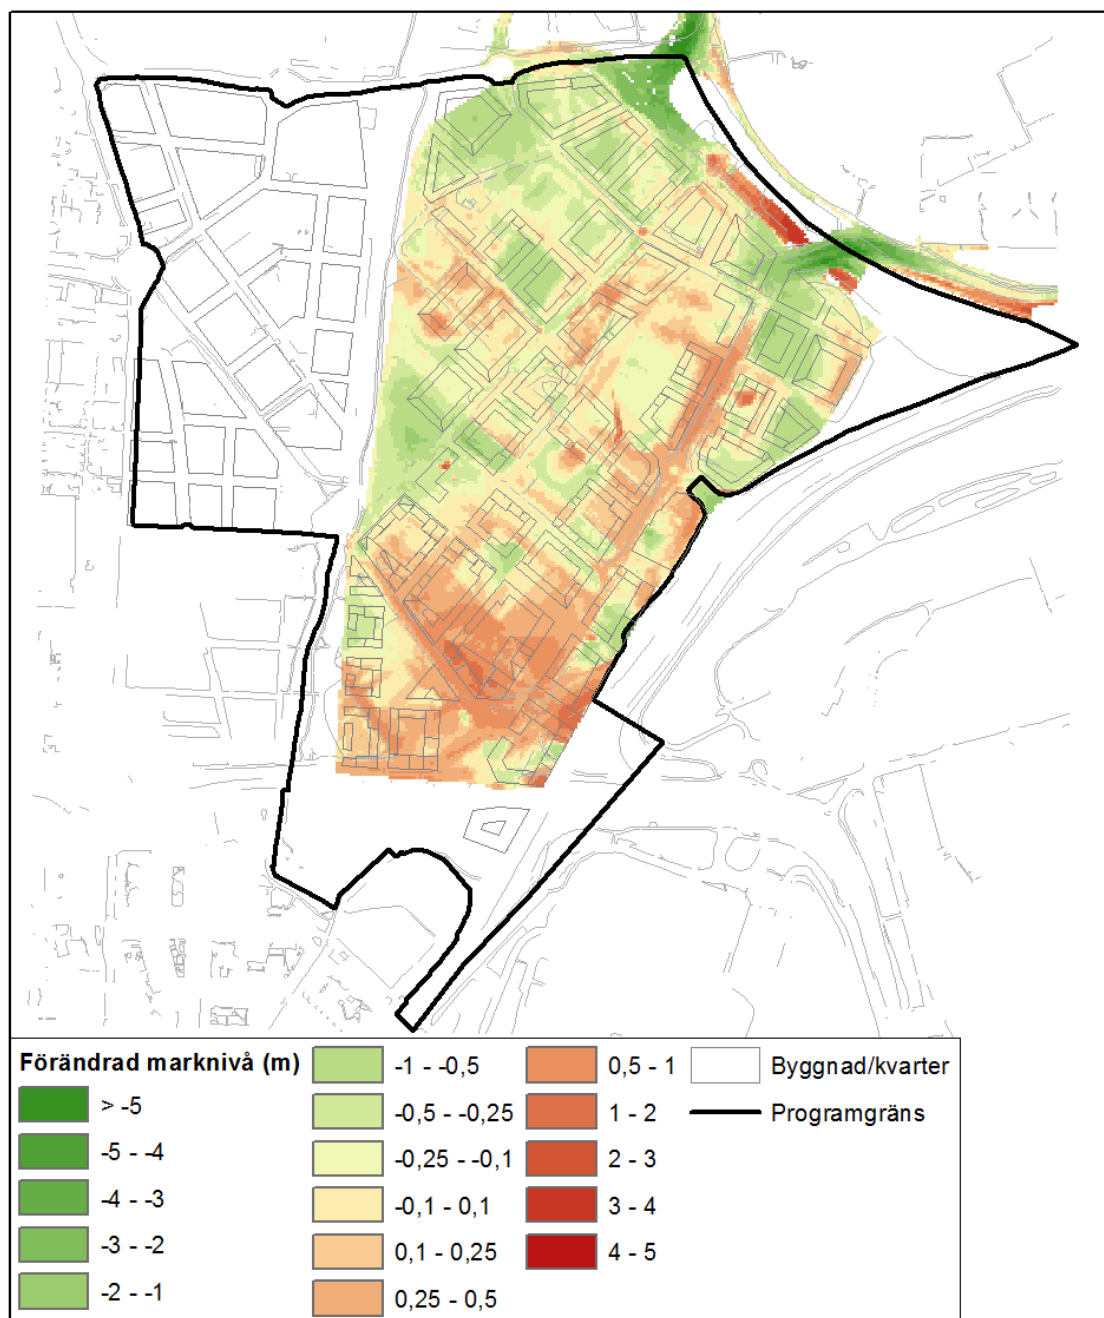 Förändrad marknivå (m)
> -5
-5 - -4
-4 - -3
-3 - -2
-2 - -1
-1 - -0,5
-0,5 - -0,25
-0,25 - -0,1
-0,1 - 0,1
0,1 - 0,25
0,25 - 0,5
0,5 - 1
1 - 2
2 - 3
3 - 4
4 - 5
Byggnad/kvarter
Programgräns